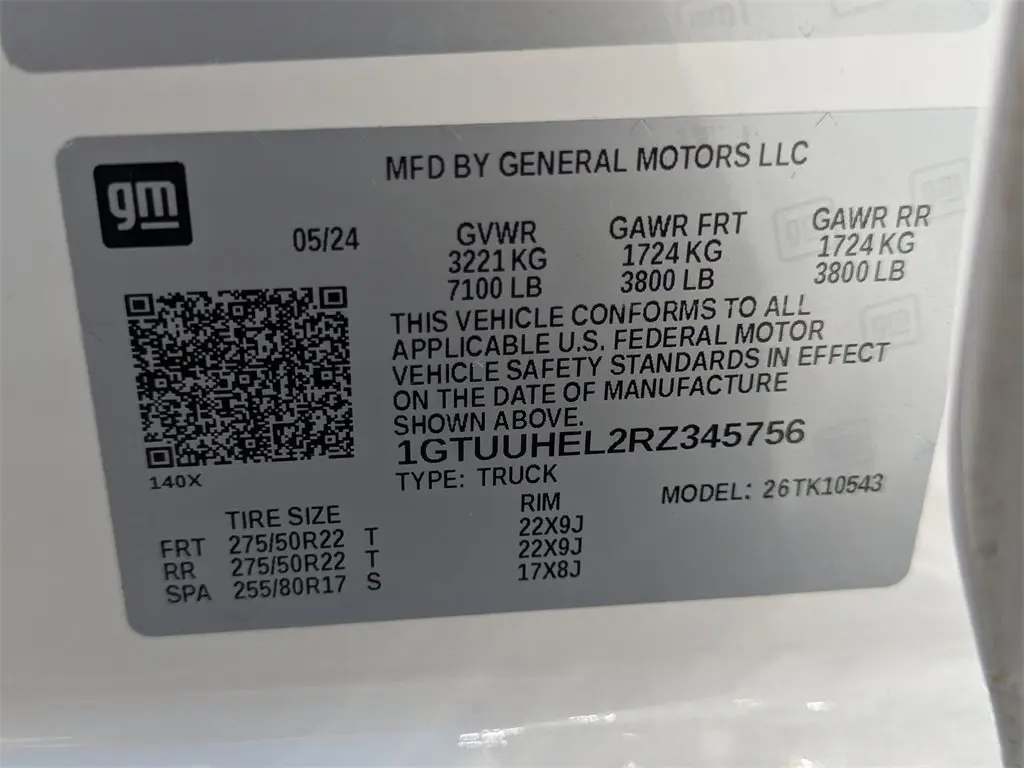 gm
MFD BY GENERAL MOTORS LLC
05/24
GVWR GAWR FRT GAWR RR
3221 KG 1724 KG 1724 KG
7100 LB 3800 LB 3800 LB
THIS VEHICLE CONFORMS TO ALL
APPLICABLE U.S. FEDERAL MOTOR
VEHICLE SAFETY STANDARDS IN EFFECT
ON THE DATE OF MANUFACTURE
SHOWN ABOVE.
1GTUUHEL2RZ345756
140X
TYPE: TRUCK
MODEL: 26TK10543
TIRE SIZE RIM
FRT 275/50R22 T 22X9J
RR 275/50R22 T 22X9J
SPA 255/80R17 S 17X8J